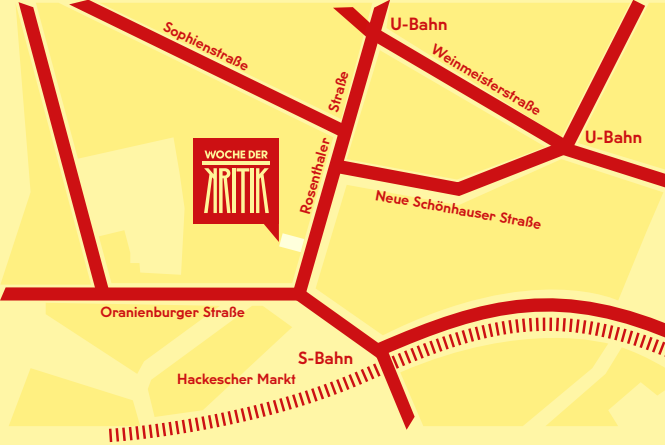 U-Bahn
Sophienstraße
Weinmeisterstraße
Rosenthaler Straße
U-Bahn
WOCHE DER
KRITIK
Neue Schönhauser Straße
Oranienburger Straße
S-Bahn
Hackescher Markt